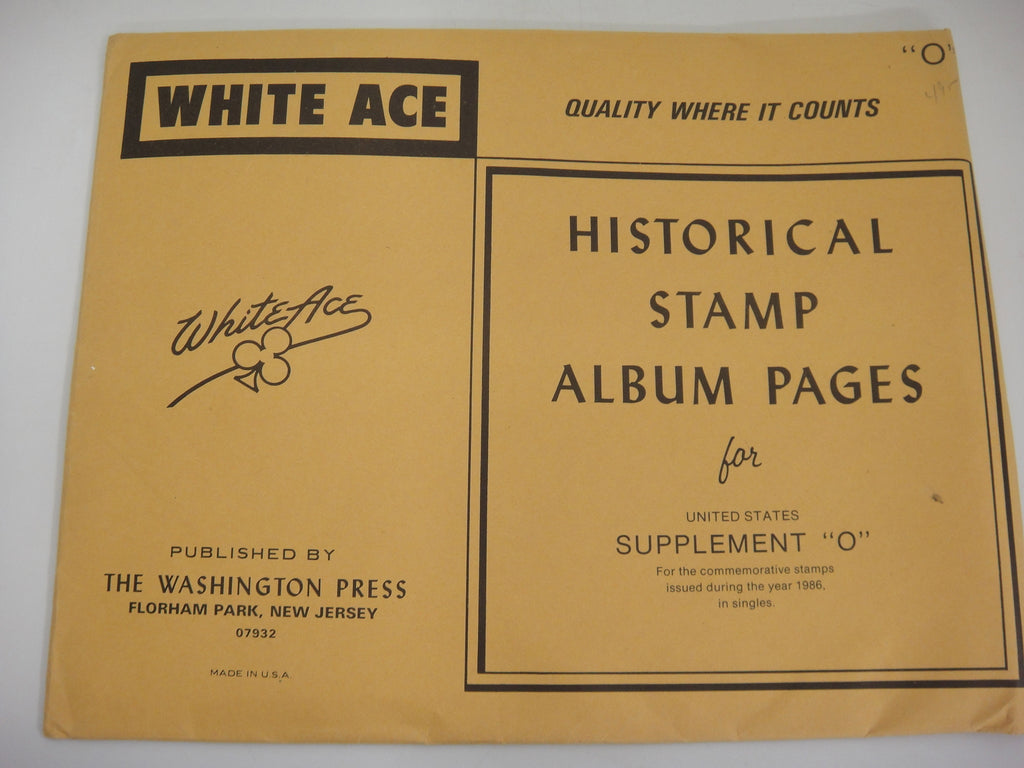 WHITE ACE
QUALITY WHERE IT COUNTS
"O"
White Ace
HISTORICAL
STAMP
ALBUM PAGES
for
UNITED STATES
SUPPLEMENT "O"
For the commemorative stamps
issued during the year 1986,
in singles.
PUBLISHED BY
THE WASHINGTON PRESS
FLORHAM PARK, NEW JERSEY
07932
MADE IN U.S.A.